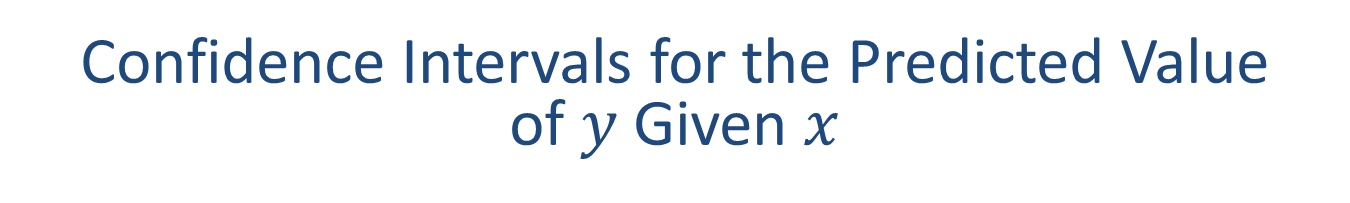 Confidence Intervals for the Predicted Value
of y Given x